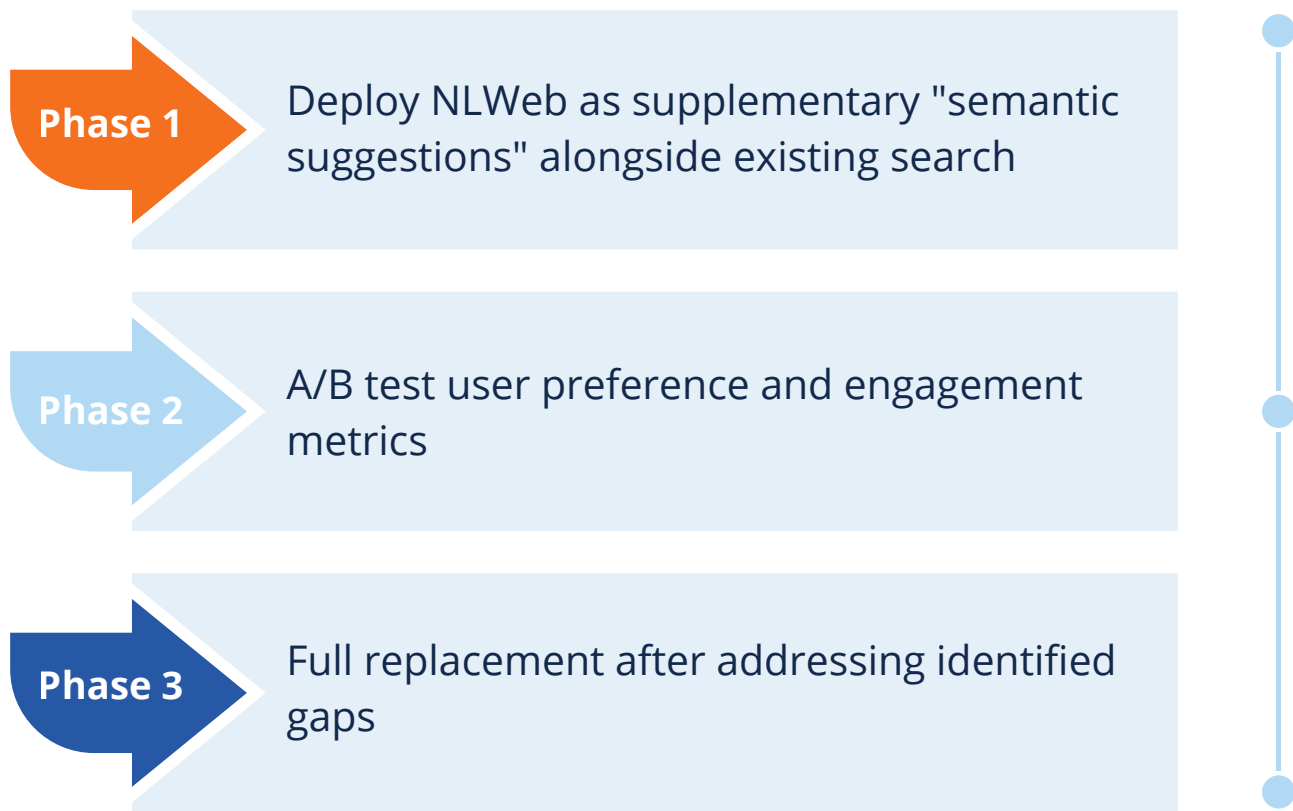 Phase 1
Deploy NLWeb as supplementary "semantic
suggestions" alongside existing search
Phase 2
A/B test user preference and engagement
metrics
Phase 3
Full replacement after addressing identified
gaps